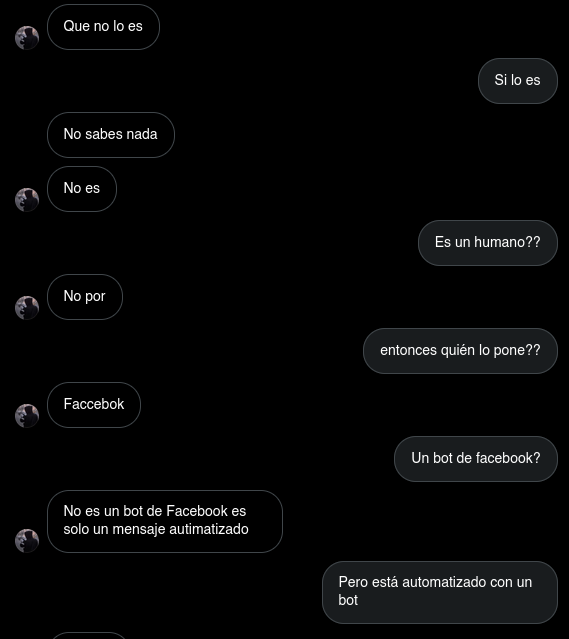 Que no lo es
Si lo es
No sabes nada
No es
Es un humano??
No por
entonces quién lo pone??
Faccebok
Un bot de facebook?
No es un bot de Facebook es
solo un mensaje autimatizado
Pero está automatizado con un
bot